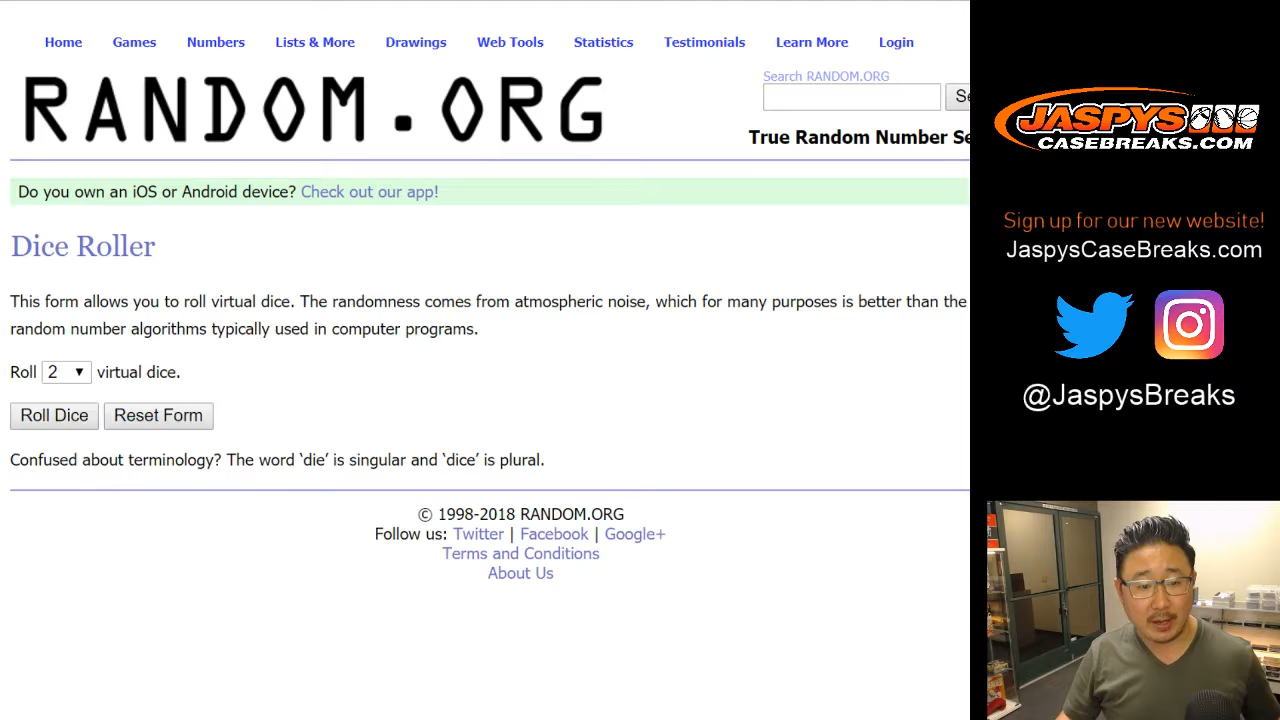 Home Games Numbers Lists & More Drawings Web Tools Statistics Testimonials Learn More Login
RANDOM.ORG
Search RANDOM.ORG
True Random Number Se
Do you own an iOS or Android device? Check out our app!
Dice Roller
This form allows you to roll virtual dice. The randomness comes from atmospheric noise, which for many purposes is better than the
random number algorithms typically used in computer programs.
Roll 2 virtual dice.
Roll Dice Reset Form
Confused about terminology? The word ‘die’ is singular and ‘dice’ is plural.
© 1998-2018 RANDOM.ORG
Follow us: Twitter | Facebook | Google+
Terms and Conditions
About Us
JASPYS
CASEBREAKS.COM
Sign up for our new website!
JaspysCaseBreaks.com
@JaspysBreaks